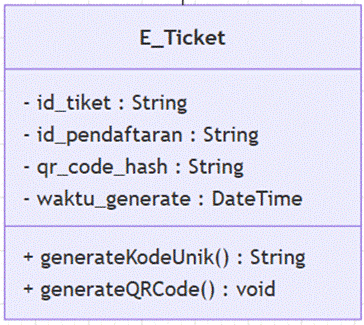 E_Ticket
- id_tiket : String
- id_pendaftaran : String
- qr_code_hash : String
- waktu_generate : DateTime
+ generateKodeUnik() : String
+ generateQRCode() : void